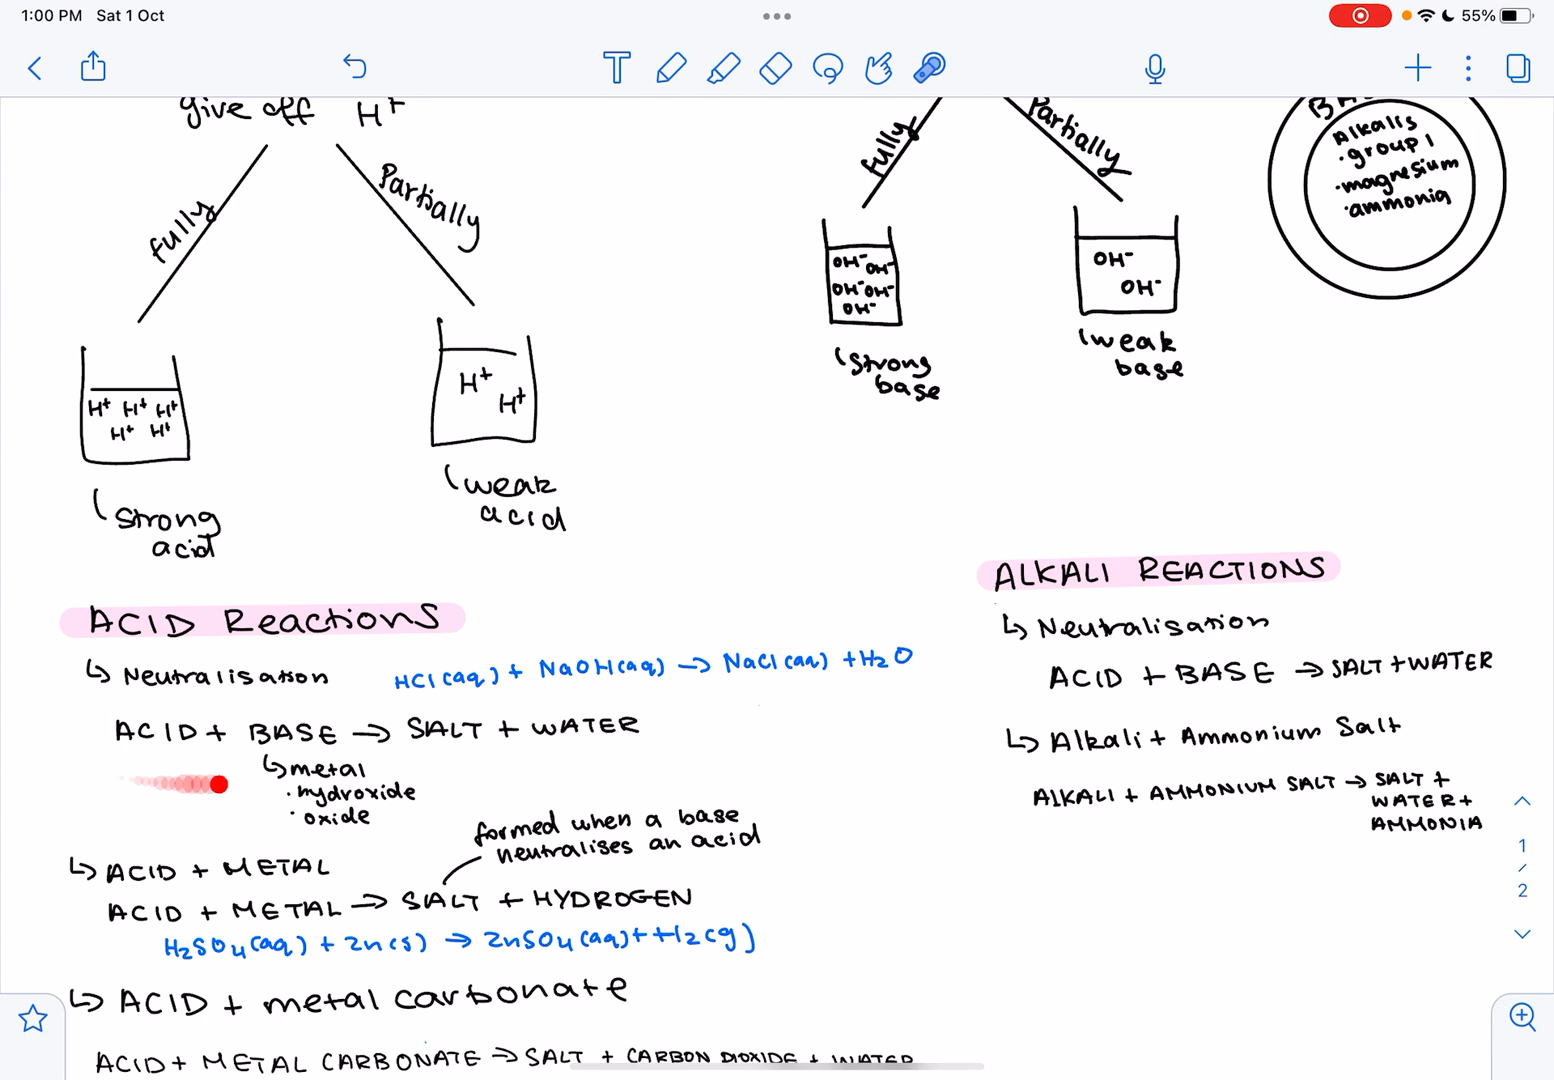 1:00 PM Sat 1 Oct
55%
give off H⁺
fully
Partially
H⁺ H⁺ H⁺
H⁺ H⁺
strong
acid
H⁺
H⁺
weak
acid
fully
Partially
OH⁻ OH⁻
OH⁻ OH⁻
OH⁻
strong
base
OH⁻
OH⁻
weak
base
Alkalis
· group 1
· magnesium
· ammonia
ACID Reactions
↳ Neutralisation HCl(aq) + NaOH(aq) → NaCl(aq) + H₂O
ACID + BASE → SALT + WATER
↳ metal
· hydroxide
· oxide
formed when a base
neutralises an acid
↳ ACID + METAL
ACID + METAL → SALT + HYDROGEN
H₂SO₄(aq) + Zn(s) → ZnSO₄(aq) + H₂(g)
↳ ACID + metal carbonate
ACID + METAL CARBONATE → SALT + CARBON DIOXIDE + WATER
ALKALI REACTIONS
↳ Neutralisation
ACID + BASE → SALT + WATER
↳ Alkali + Ammonium Salt
ALKALI + AMMONIUM SALT → SALT +
WATER +
AMMONIA
1
/
2